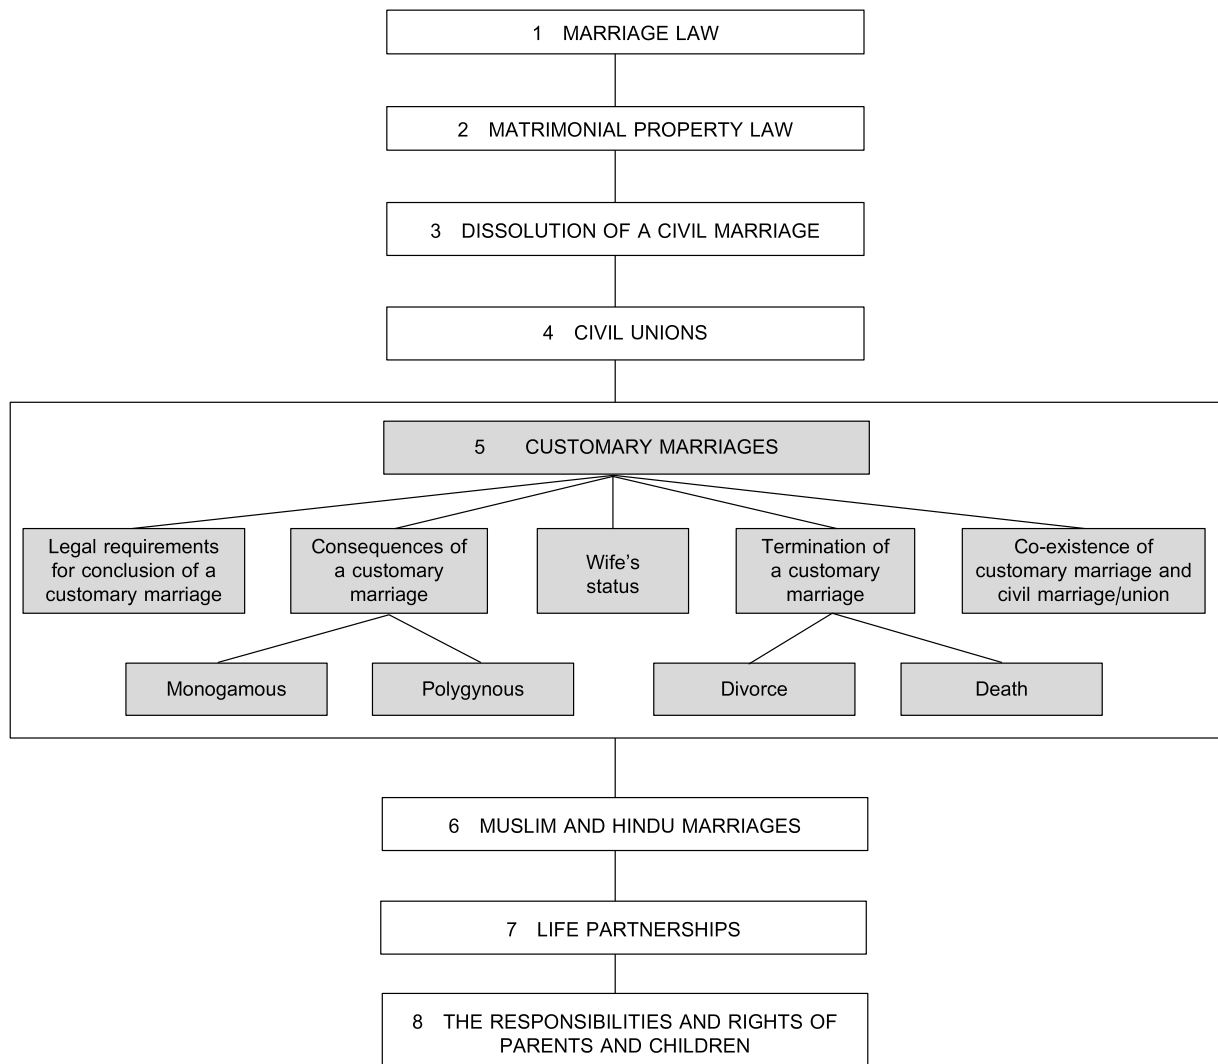 1 MARRIAGE LAW
2 MATRIMONIAL PROPERTY LAW
3 DISSOLUTION OF A CIVIL MARRIAGE
4 CIVIL UNIONS
5 CUSTOMARY MARRIAGES
Legal requirements
for conclusion of a
customary marriage
Consequences of
a customary
marriage
Wife's
status
Termination of
a customary
marriage
Co-existence of
customary marriage and
civil marriage/union
Monogamous
Polygynous
Divorce
Death
6 MUSLIM AND HINDU MARRIAGES
7 LIFE PARTNERSHIPS
8 THE RESPONSIBILITIES AND RIGHTS OF
PARENTS AND CHILDREN